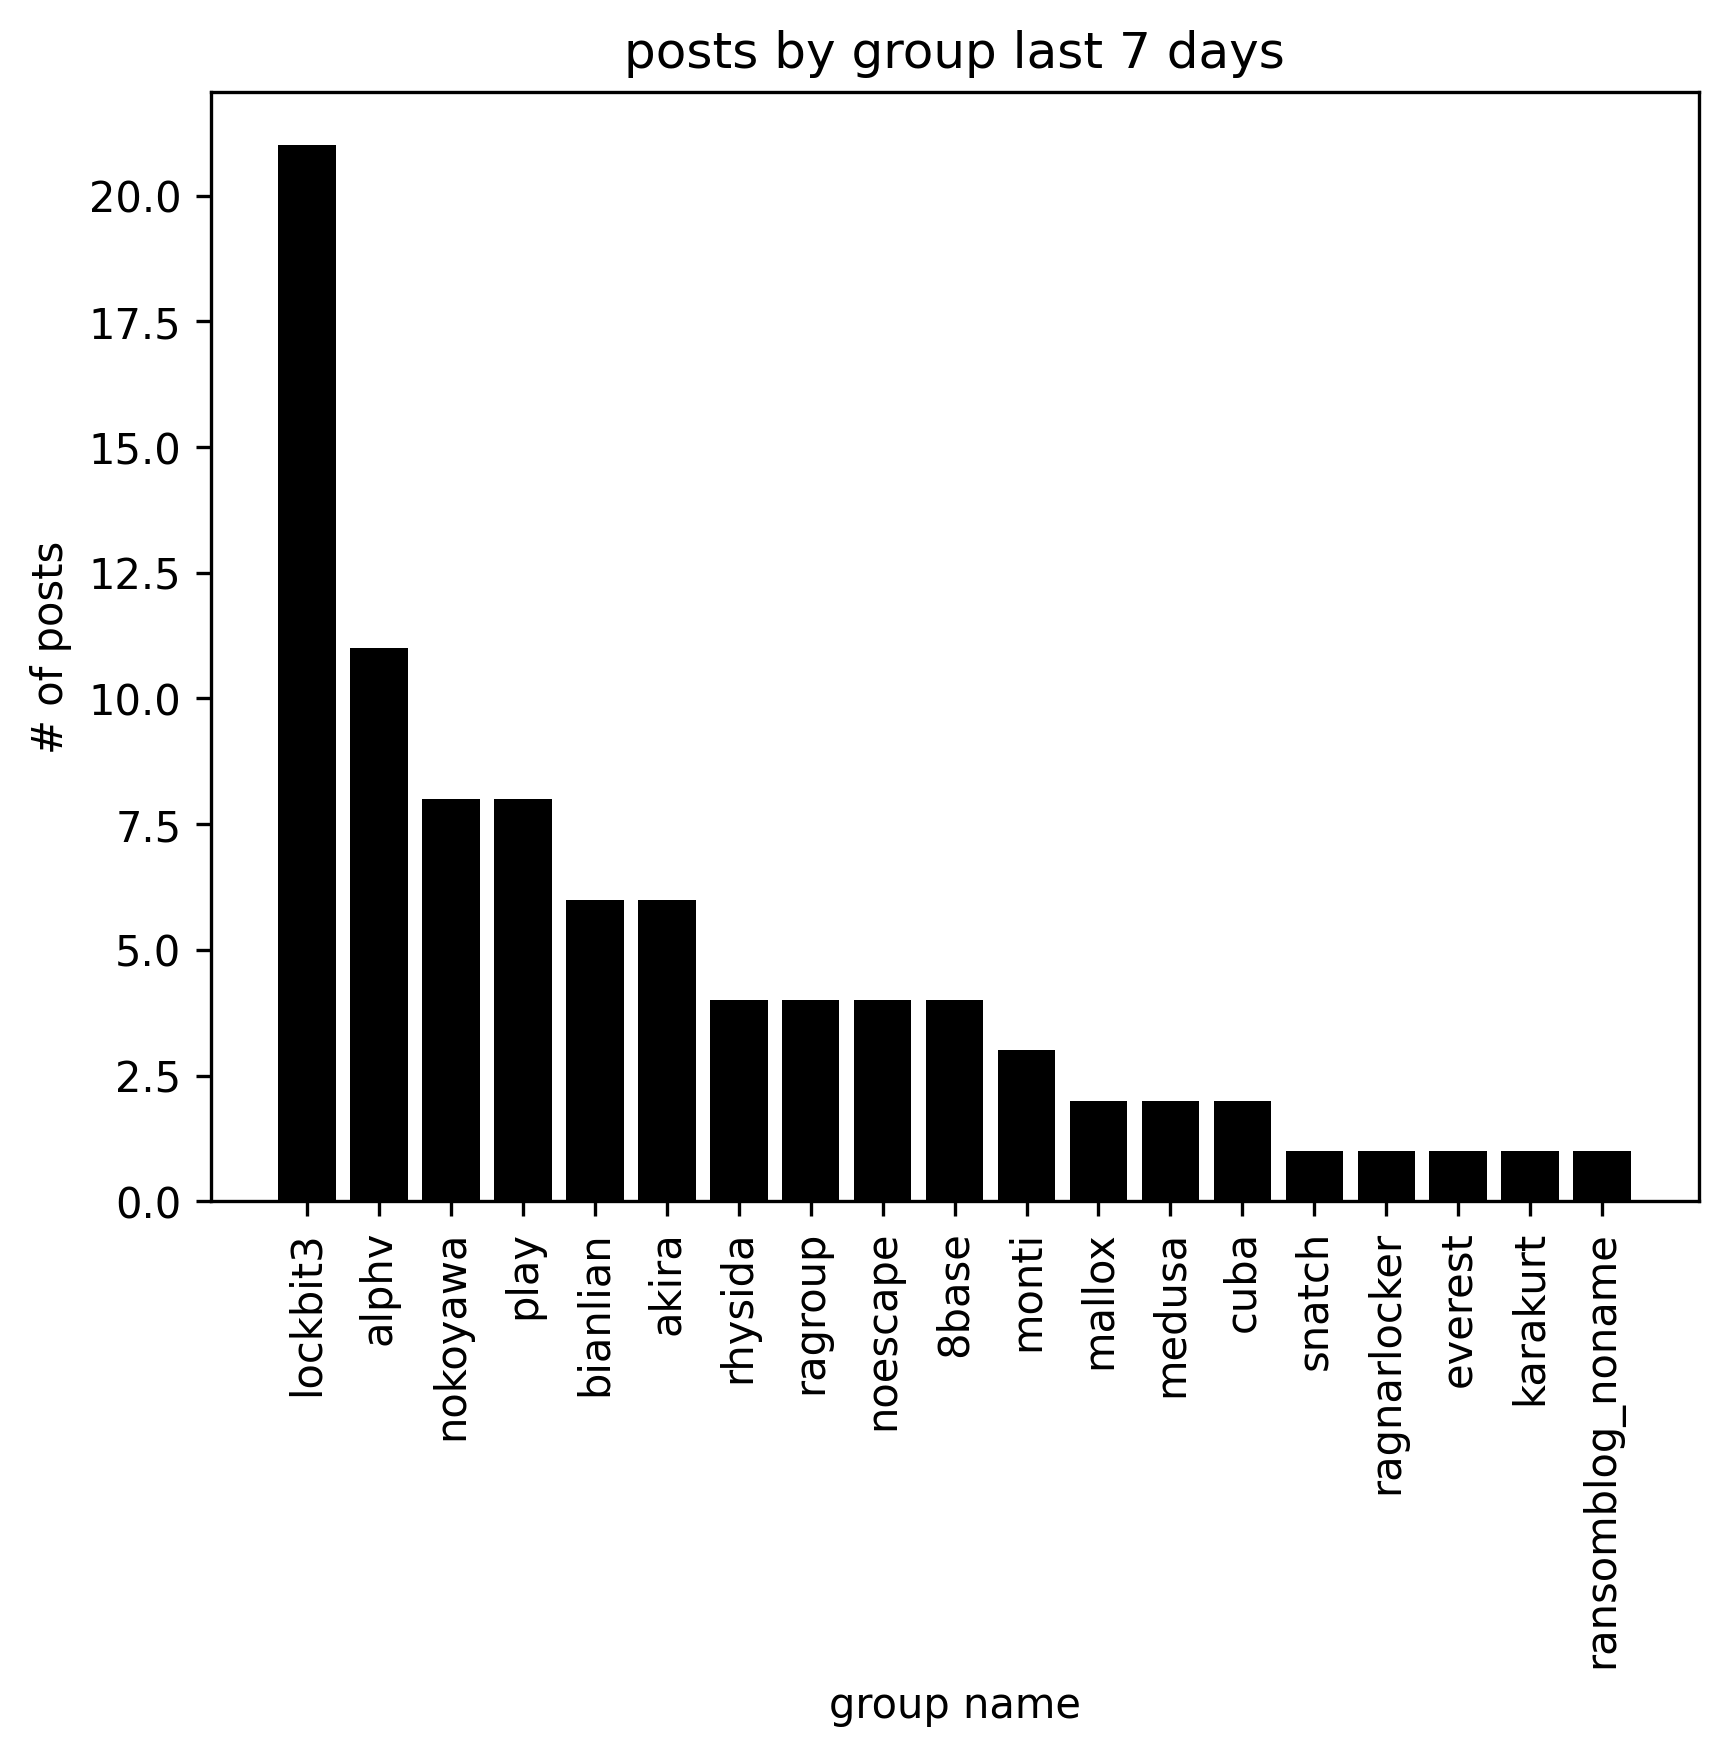 posts by group last 7 days
# of posts
20.0
17.5
15.0
12.5
10.0
7.5
5.0
2.5
0.0
lockbit3
alphv
nokoyawa
play
bianlian
akira
rhysida
ragroup
noescape
8base
monti
mallox
medusa
cuba
snatch
ragnarlocker
everest
karakurt
ransomblog_noname
group name